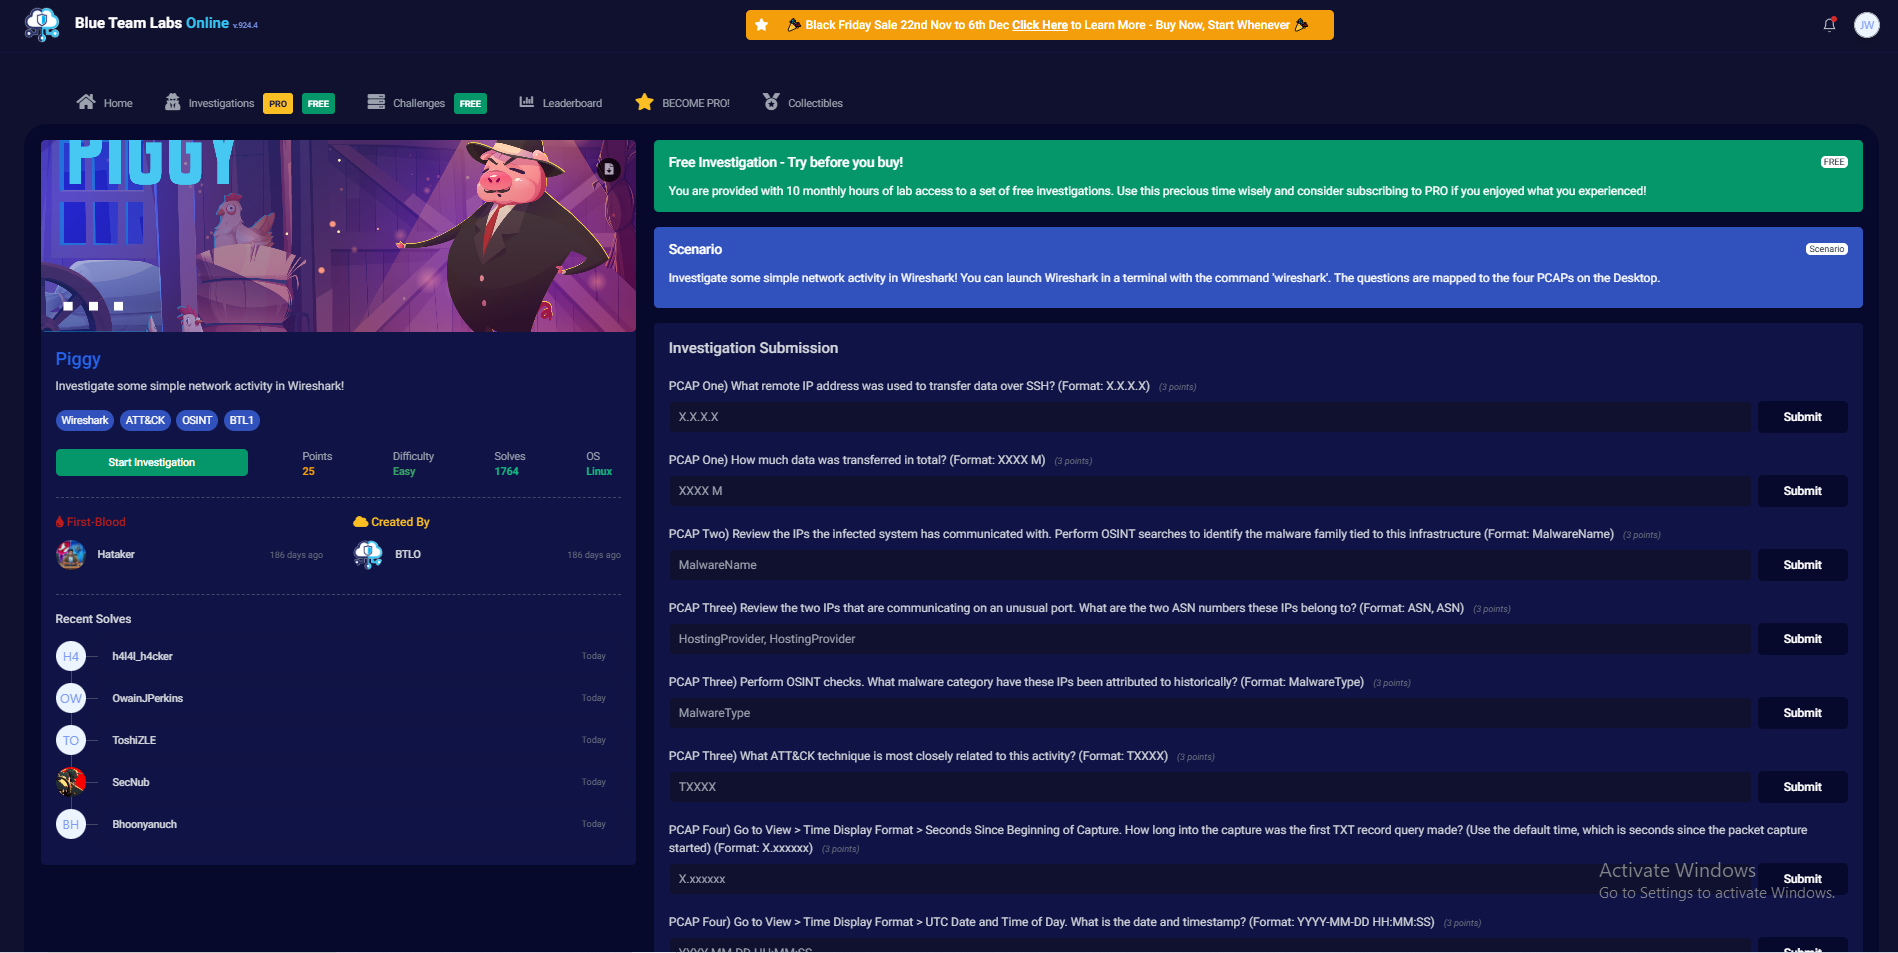 Blue Team Labs Online v.924.4
Black Friday Sale 22nd Nov to 6th Dec Click Here to Learn More - Buy Now, Start Whenever
JW
Home
Investigations PRO FREE
Challenges FREE
Leaderboard
BECOME PRO!
Collectibles
PIGGY
Piggy
Investigate some simple network activity in Wireshark!
Wireshark ATT&CK OSINT BTL1
Start Investigation
Points
25
Difficulty
Easy
Solves
1764
OS
Linux
First-Blood
Hataker 186 days ago
Created By
BTLO 186 days ago
Recent Solves
H4 h4l4l_h4cker Today
OW OwainJPerkins Today
TO ToshiZLE Today
SecNub Today
BH Bhoonyanuch Today
Free Investigation - Try before you buy! FREE
You are provided with 10 monthly hours of lab access to a set of free investigations. Use this precious time wisely and consider subscribing to PRO if you enjoyed what you experienced!
Scenario Scenario
Investigate some simple network activity in Wireshark! You can launch Wireshark in a terminal with the command 'wireshark'. The questions are mapped to the four PCAPs on the Desktop.
Investigation Submission
PCAP One) What remote IP address was used to transfer data over SSH? (Format: X.X.X.X) (3 points)
X.X.X.X Submit
PCAP One) How much data was transferred in total? (Format: XXXX M) (3 points)
XXXX M Submit
PCAP Two) Review the IPs the infected system has communicated with. Perform OSINT searches to identify the malware family tied to this infrastructure (Format: MalwareName) (3 points)
MalwareName Submit
PCAP Three) Review the two IPs that are communicating on an unusual port. What are the two ASN numbers these IPs belong to? (Format: ASN, ASN) (3 points)
HostingProvider, HostingProvider Submit
PCAP Three) Perform OSINT checks. What malware category have these IPs been attributed to historically? (Format: MalwareType) (3 points)
MalwareType Submit
PCAP Three) What ATT&CK technique is most closely related to this activity? (Format: TXXXX) (3 points)
TXXXX Submit
PCAP Four) Go to View > Time Display Format > Seconds Since Beginning of Capture. How long into the capture was the first TXT record query made? (Use the default time, which is seconds since the packet capture
started) (Format: X.xxxxxx) (3 points)
X.xxxxxx Submit
Activate Windows
Go to Settings to activate Windows.
PCAP Four) Go to View > Time Display Format > UTC Date and Time of Day. What is the date and timestamp? (Format: YYYY-MM-DD HH:MM:SS) (3 points)
YYYY-MM-DD HH:MM:SS Submit